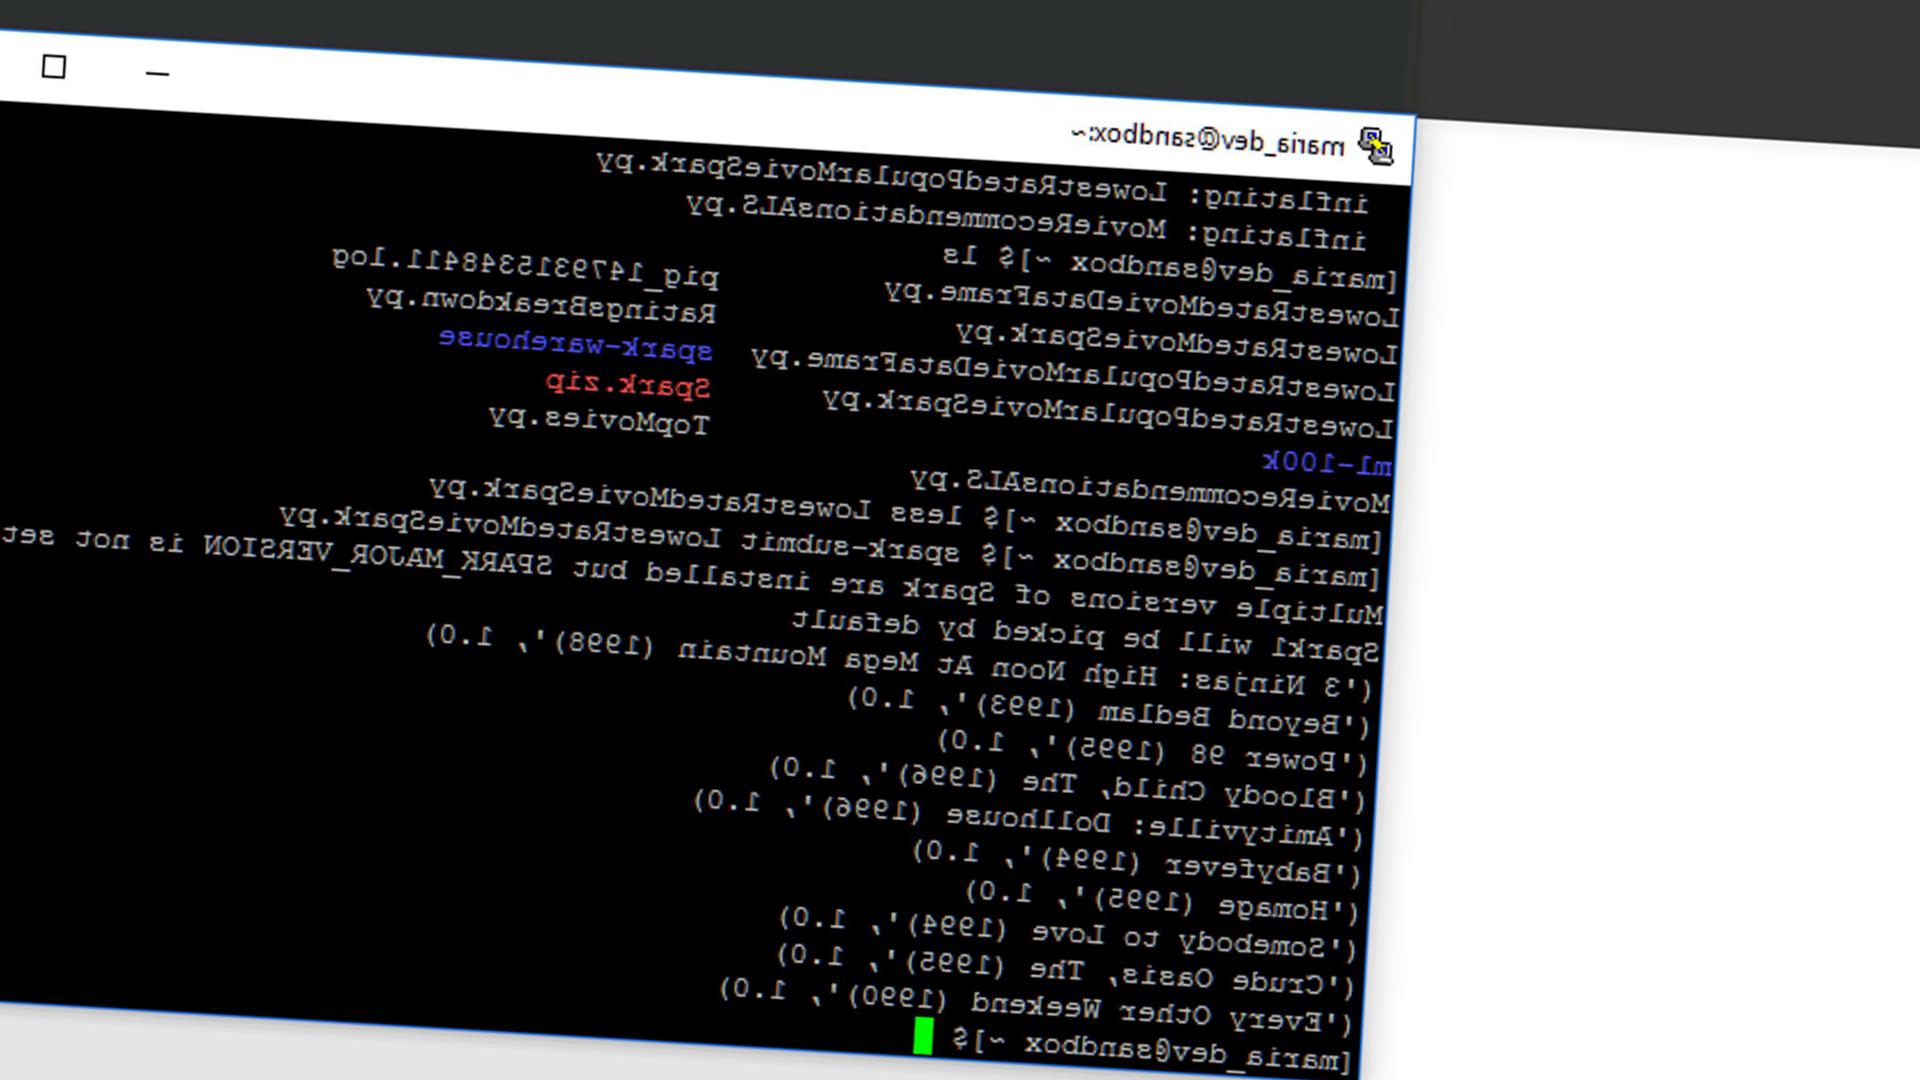 maria_dev@sandbox:~
inflating: LowestRatedPopularMovieSpark.py
inflating: MovieRecommendationsALS.py
[maria_dev@sandbox ~]$ ls
LowestRatedMovieDataFrame.py pig_1479315348411.log
LowestRatedMovieSpark.py RatingsBreakdown.py
LowestRatedPopularMovieDataFrame.py spark-warehouse
LowestRatedPopularMovieSpark.py Spark.zip
ml-100k TopMovies.py
MovieRecommendationsALS.py
[maria_dev@sandbox ~]$ less LowestRatedMovieSpark.py
[maria_dev@sandbox ~]$ spark-submit LowestRatedMovieSpark.py
Multiple versions of Spark are installed but SPARK_MAJOR_VERSION is not set
Spark1 will be picked by default
('3 Ninjas: High Noon At Mega Mountain (1998)', 1.0)
('Beyond Bedlam (1993)', 1.0)
('Power 98 (1995)', 1.0)
('Bloody Child, The (1996)', 1.0)
('Amityville: Dollhouse (1996)', 1.0)
('Babyfever (1994)', 1.0)
('Homage (1995)', 1.0)
('Somebody to Love (1994)', 1.0)
('Crude Oasis, The (1995)', 1.0)
('Every Other Weekend (1990)', 1.0)
[maria_dev@sandbox ~]$